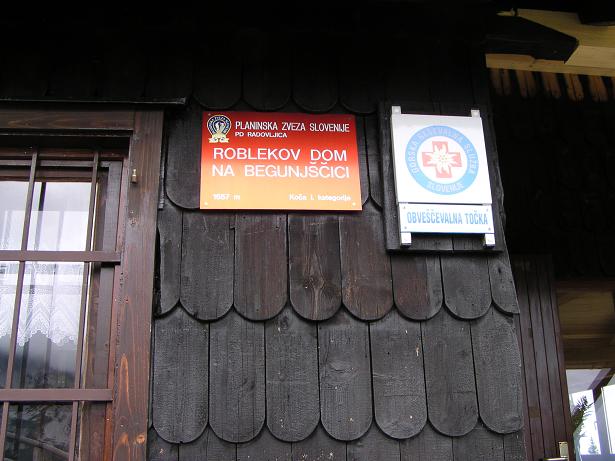 PLANINSKA ZVEZA SLOVENIJE
PD RADOVLJICA
ROBLEKOV DOM
NA BEGUNJŠČICI
1657 m Koča I. kategorije
GORSKA REŠEVALNA SLUŽBA
SLOVENIJE
OBVEŠČEVALNA TOČKA